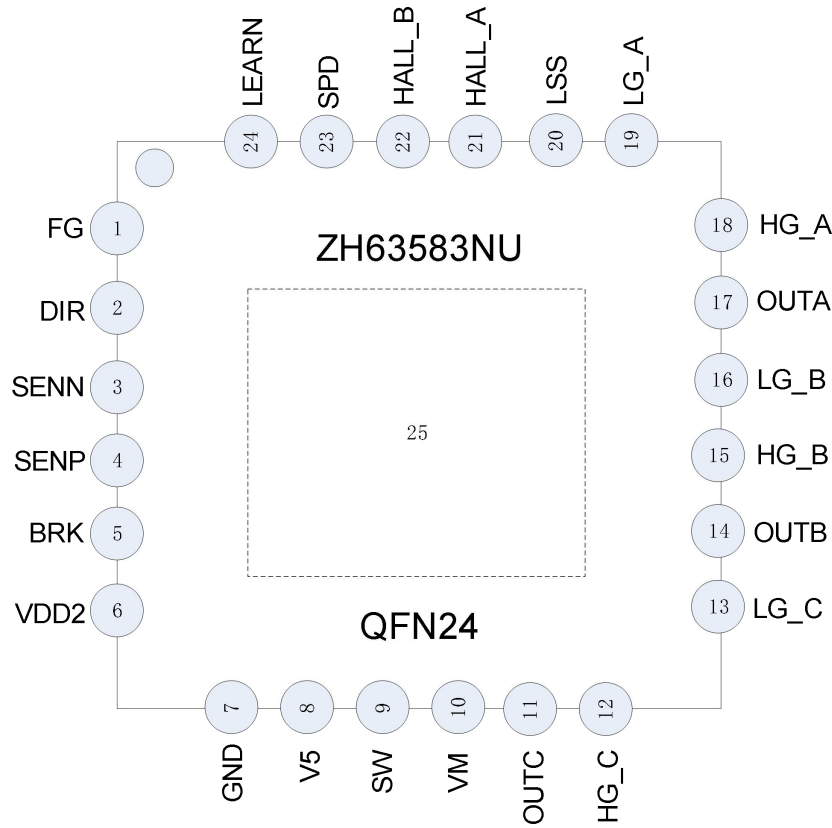 LEARN
SPD
HALL_B
HALL_A
LSS
LG_A
24
23
22
21
20
19
FG
1
DIR
2
SENN
3
SENP
4
BRK
5
VDD2
6
ZH63583NU
25
QFN24
18
HG_A
17
OUTA
16
LG_B
15
HG_B
14
OUTB
13
LG_C
7
8
9
10
11
12
GND
V5
SW
VM
OUTC
HG_C